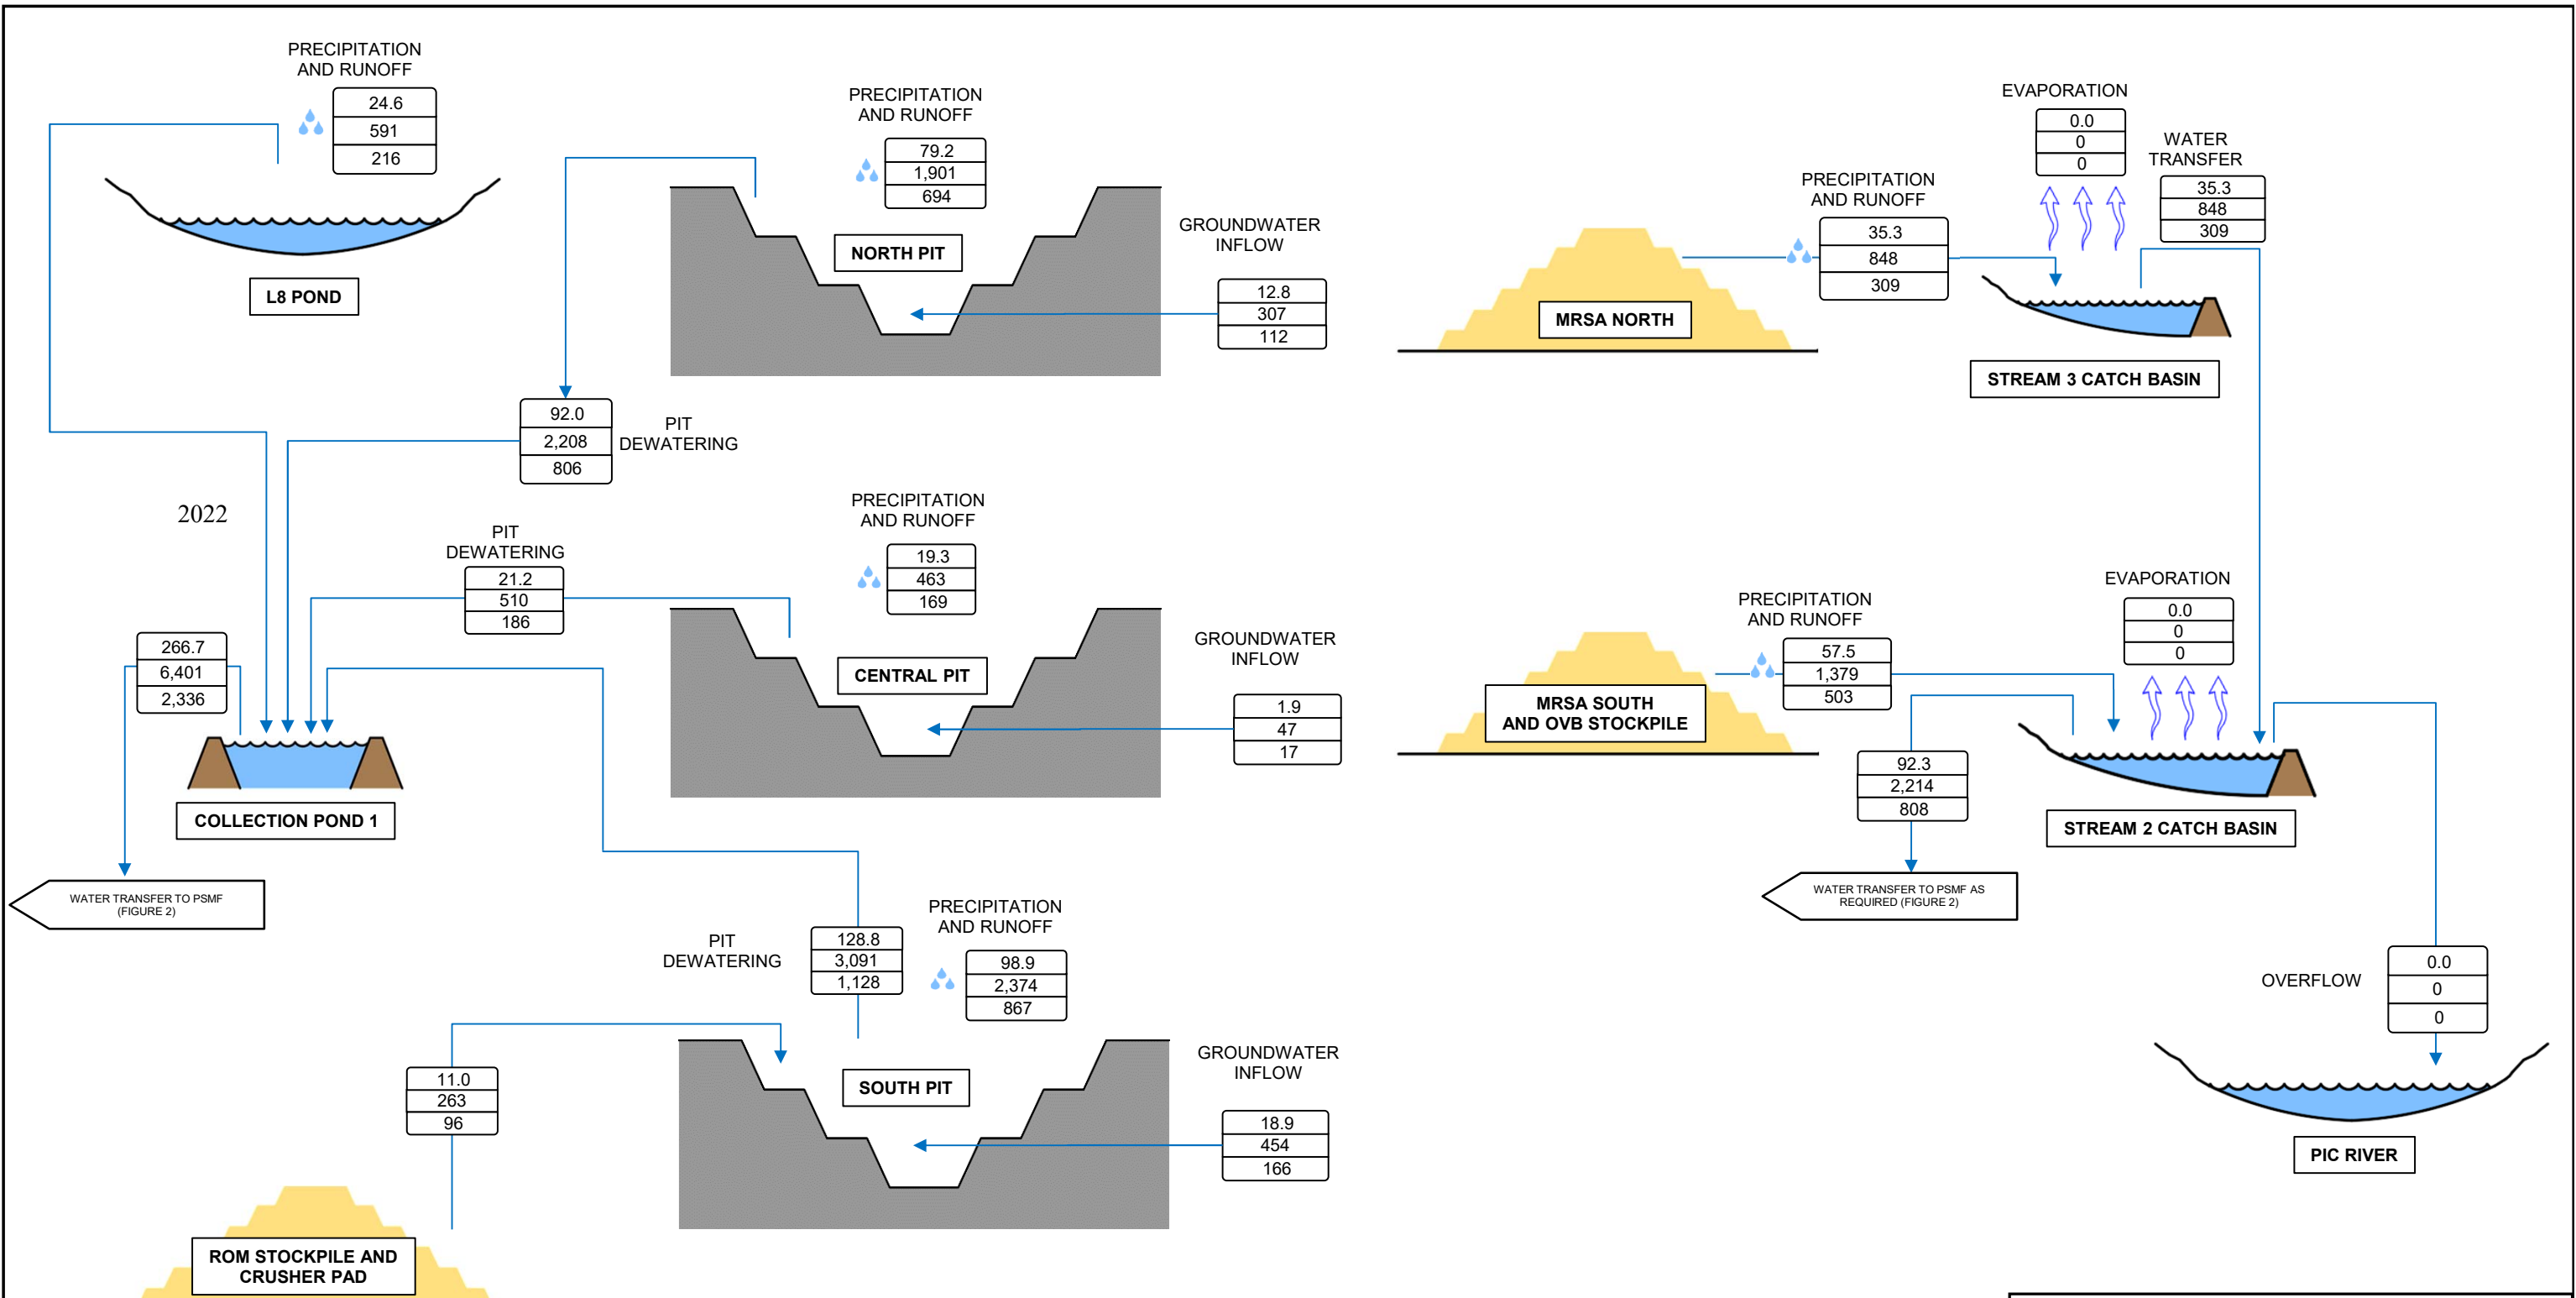 PRECIPITATION
AND RUNOFF
24.6
591
216
L8 POND
PRECIPITATION
AND RUNOFF
79.2
1,901
694
NORTH PIT
GROUNDWATER
INFLOW
12.8
307
112
92.0
2,208
806
PIT
DEWATERING
2022
PRECIPITATION
AND RUNOFF
19.3
463
169
PIT
DEWATERING
21.2
510
186
CENTRAL PIT
GROUNDWATER
INFLOW
1.9
47
17
266.7
6,401
2,336
COLLECTION POND 1
WATER TRANSFER TO PSMF
(FIGURE 2)
PIT
DEWATERING
128.8
3,091
1,128
PRECIPITATION
AND RUNOFF
98.9
2,374
867
SOUTH PIT
GROUNDWATER
INFLOW
18.9
454
166
11.0
263
96
ROM STOCKPILE AND
CRUSHER PAD
EVAPORATION
0.0
0
0
WATER
TRANSFER
35.3
848
309
PRECIPITATION
AND RUNOFF
35.3
848
309
MRSA NORTH
STREAM 3 CATCH BASIN
EVAPORATION
0.0
0
0
PRECIPITATION
AND RUNOFF
57.5
1,379
503
MRSA SOUTH
AND OVB STOCKPILE
92.3
2,214
808
STREAM 2 CATCH BASIN
WATER TRANSFER TO PSMF AS
REQUIRED (FIGURE 2)
OVERFLOW
0.0
0
0
PIC RIVER